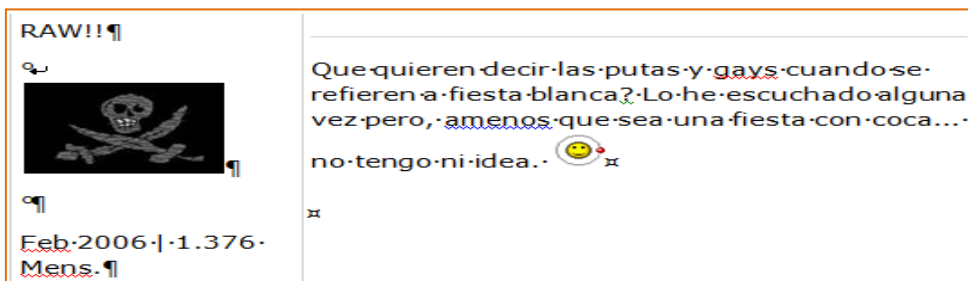 RAW!!¶
Que·quieren·decir·las·putas·y·gays·cuando·se·
refieren·a·fiesta·blanca?·Lo·he·escuchado·alguna·
vez·pero,·amenos·que·sea·una·fiesta·con·coca...·
no·tengo·ni·idea.·¤
¶
¶
¤
Feb·2006·|·1.376·
Mens.¶